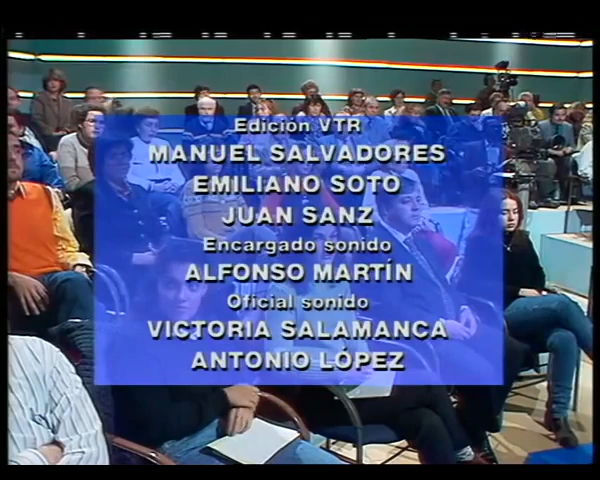 Edición VTR
MANUEL SALVADORES
EMILIANO SOTO
JUAN SANZ
Encargado sonido
ALFONSO MARTÍN
Oficial sonido
VICTORIA SALAMANCA
ANTONIO LÓPEZ